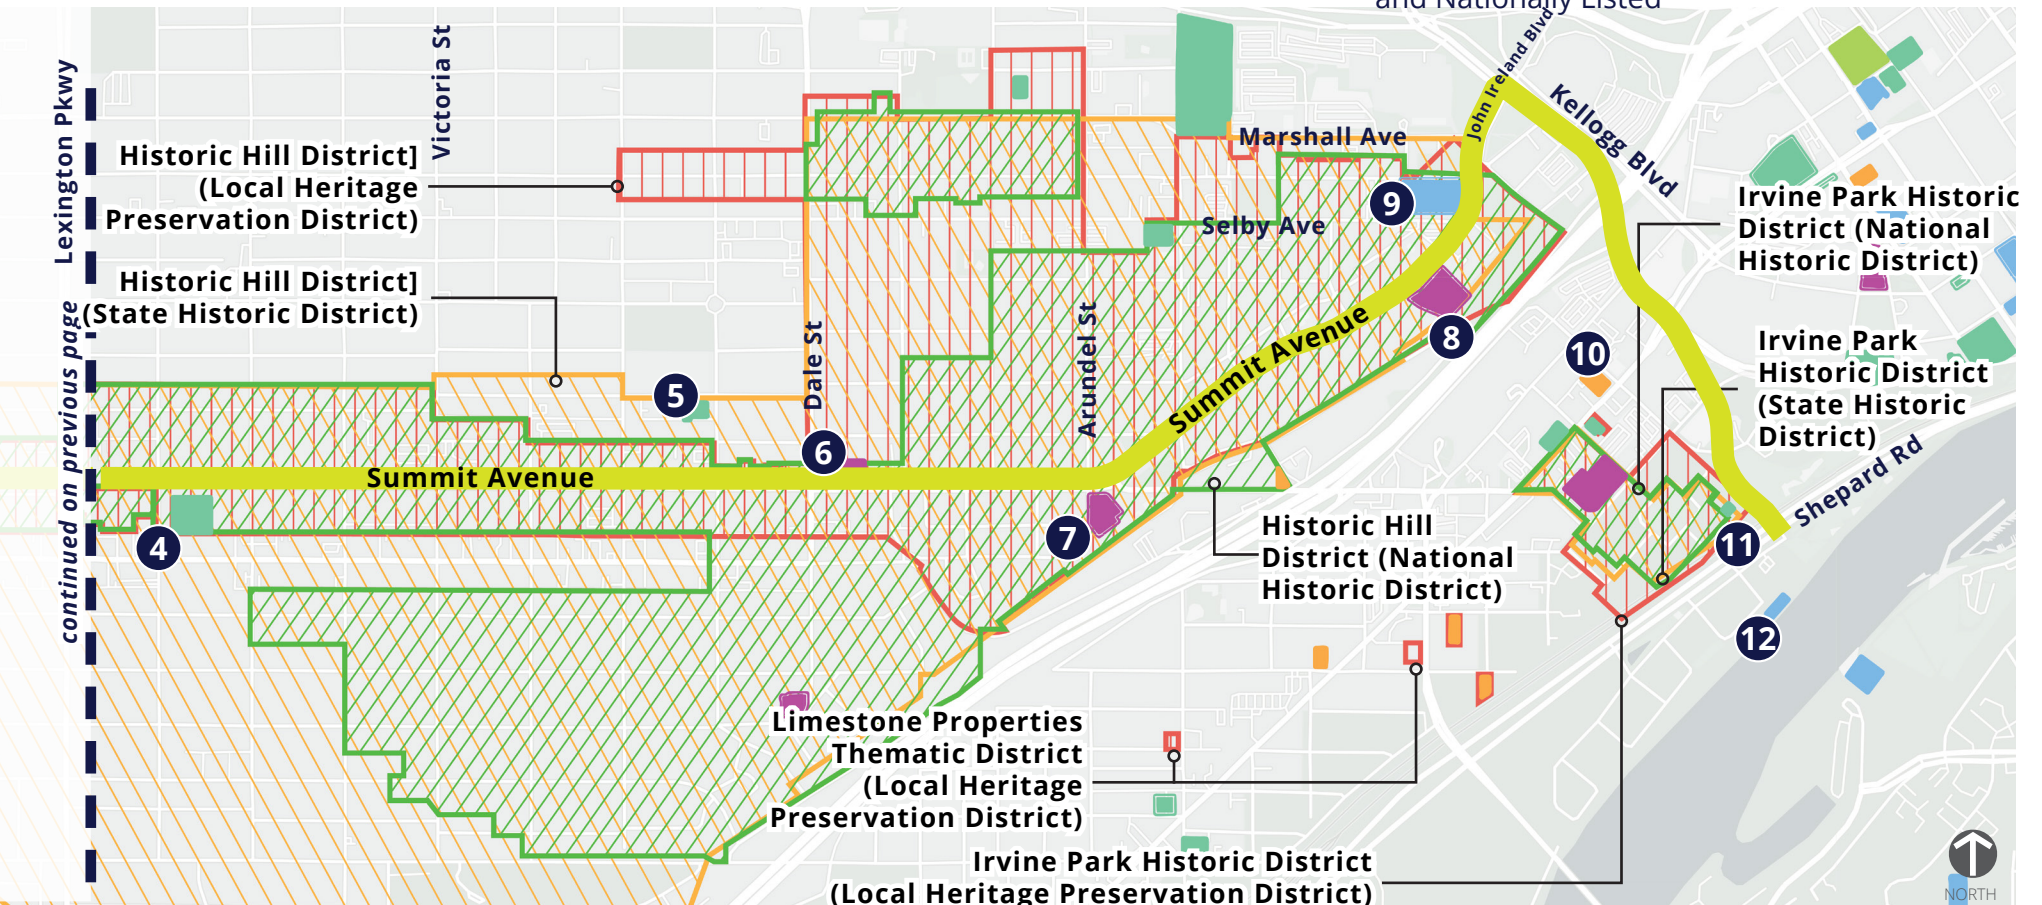 and Nationally Listed
John Ireland Blvd
Kellogg Blvd
Victoria St
Lexington Pkwy
Marshall Ave
Historic Hill District]
(Local Heritage
Preservation District)
9
Selby Ave
Irvine Park Historic
District (National
Historic District)
Historic Hill District]
(State Historic District)
continued on previous page
Dale St
Arundel St
Summit Avenue
8
10
Irvine Park
Historic District
(State Historic
District)
5
6
Summit Avenue
Shepard Rd
4
7
Historic Hill
District (National
Historic District)
11
12
Limestone Properties
Thematic District
(Local Heritage
Preservation District)
Irvine Park Historic District
(Local Heritage Preservation District)
NORTH